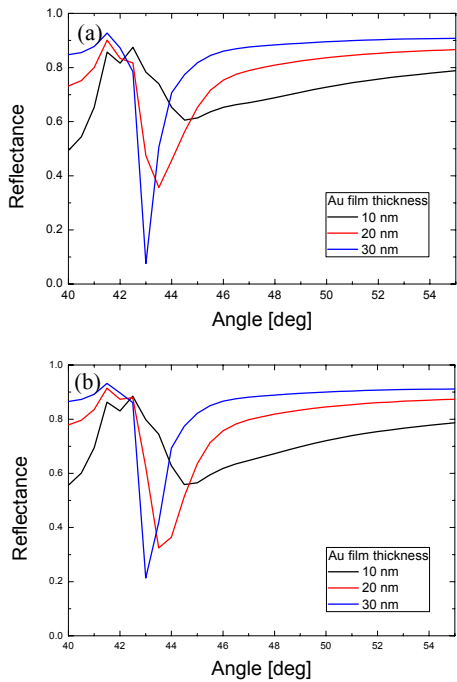 (a)
Reflectance
1.0
0.8
0.6
0.4
0.2
0.0
Au film thickness
10 nm
20 nm
30 nm
40 42 44 46 48 50 52 54
Angle [deg]
(b)
Reflectance
1.0
0.8
0.6
0.4
0.2
0.0
Au film thickness
10 nm
20 nm
30 nm
40 42 44 46 48 50 52 54
Angle [deg]